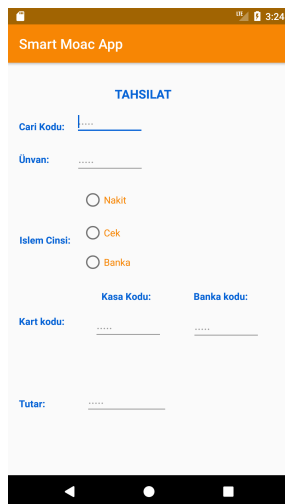 LTE 3:24
Smart Moac App
TAHSILAT
Cari Kodu: .....
Ünvan: .....
Nakit
Islem Cinsi: Cek
Banka
Kasa Kodu: Banka kodu:
Kart kodu: ..... .....
Tutar: .....